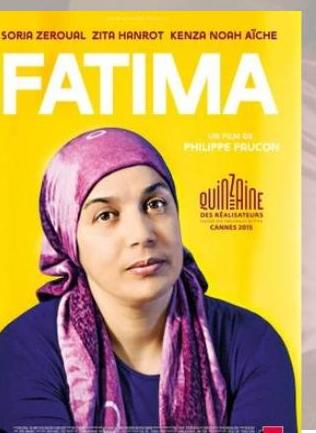 SORIA ZEROUAL ZITA HANROT KENZA NOAH AÏCHE
FATIMA
UN FILM DE
PHILIPPE FAUCON
QUINZAINE
DES RÉALISATEURS
CANNES 2015